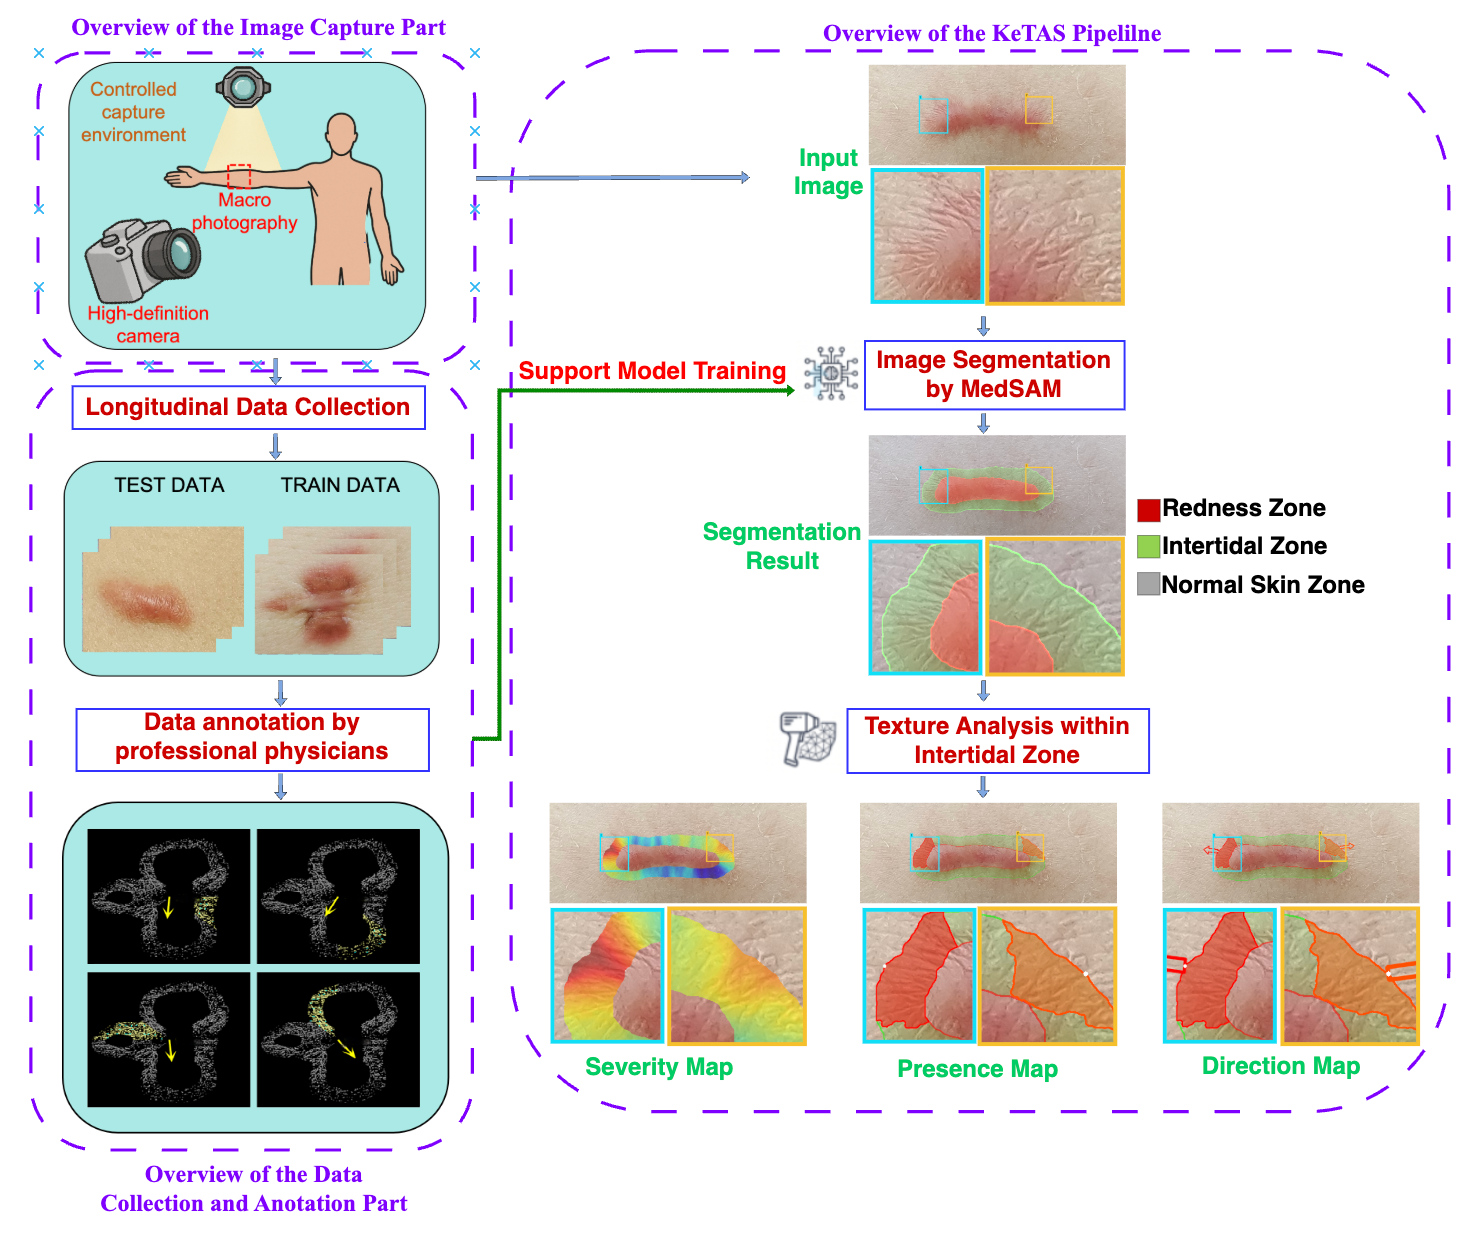 Overview of the Image Capture Part
Controlled
capture
environment
Macro
photography
High-definition
camera
Longitudinal Data Collection
TEST DATA
TRAIN DATA
Data annotation by
professional physicians
Overview of the Data
Collection and Anotation Part
Overview of the KeTAS Pipelilne
Input
Image
Support Model Training
Image Segmentation
by MedSAM
Segmentation
Result
Redness Zone
Intertidal Zone
Normal Skin Zone
Texture Analysis within
Intertidal Zone
Severity Map
Presence Map
Direction Map